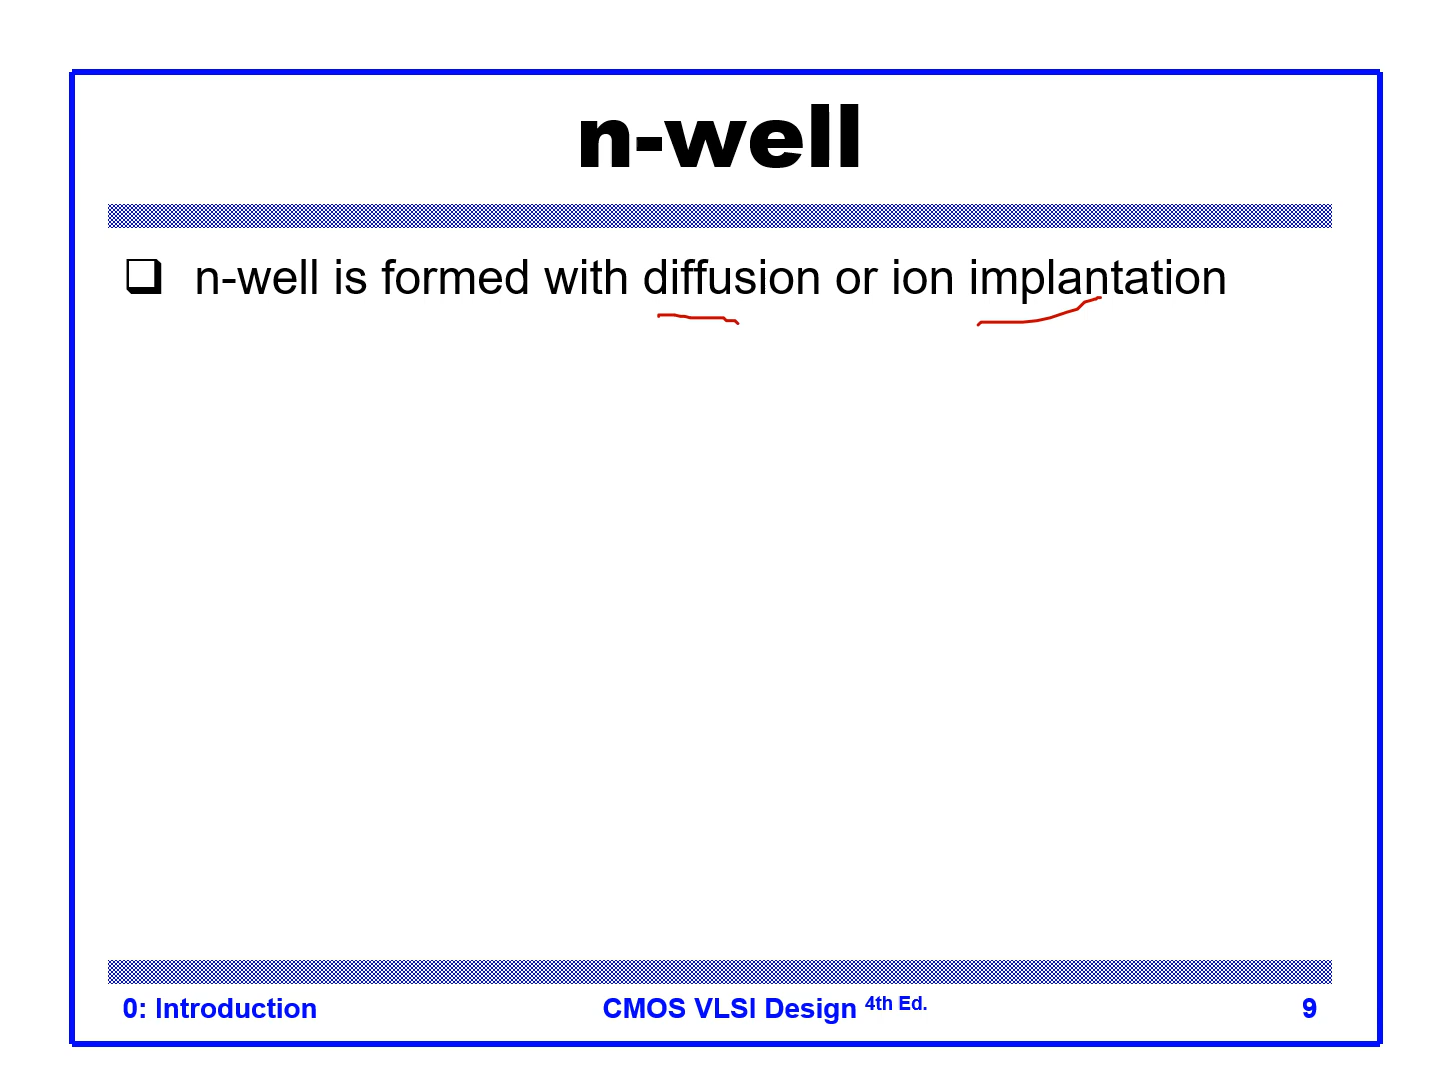 n-well
❑ n-well is formed with diffusion or ion implantation
0: Introduction CMOS VLSI Design 4th Ed. 9